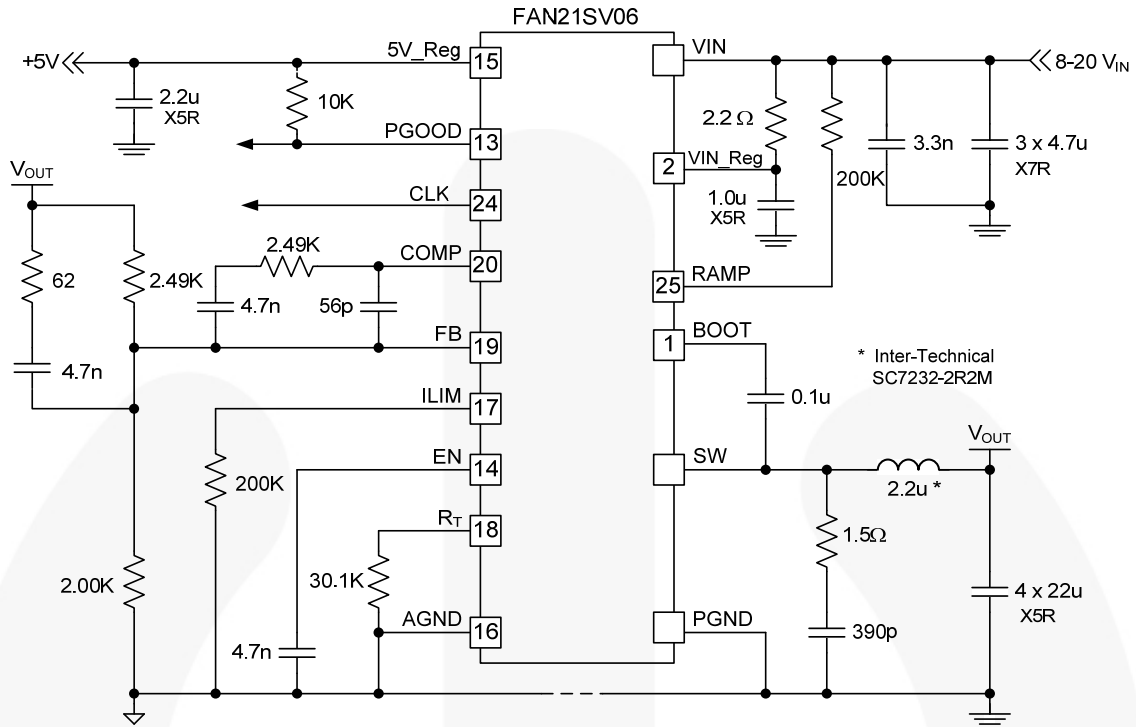 FAN21SV06
+5V
5V_Reg
15
2.2u
X5R
10K
PGOOD
13
CLK
24
VOUT
62
2.49K
4.7n
2.49K
4.7n
56p
COMP
20
FB
19
ILIM
17
200K
EN
14
RT
18
30.1K
2.00K
4.7n
AGND
16
VIN
8-20 VIN
2.2 Ω
VIN_Reg
2
1.0u
X5R
200K
3.3n
3 x 4.7u
X7R
RAMP
25
BOOT
1
0.1u
* Inter-Technical
SC7232-2R2M
SW
VOUT
2.2u *
1.5Ω
390p
4 x 22u
X5R
PGND